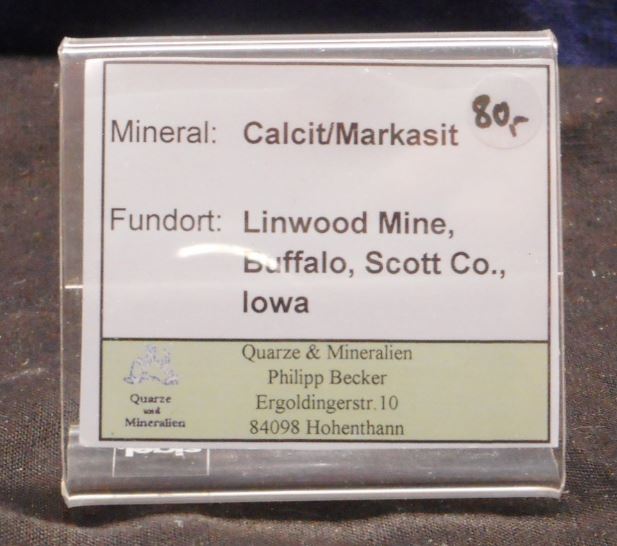 Mineral: Calcit/Markasit
80,-
Fundort: Linwood Mine,
Buffalo, Scott Co.,
Iowa
Quarze & Mineralien
Philipp Becker
Ergoldingerstr. 10
84098 Hohenthann
Quarze
und
Mineralien
sigel